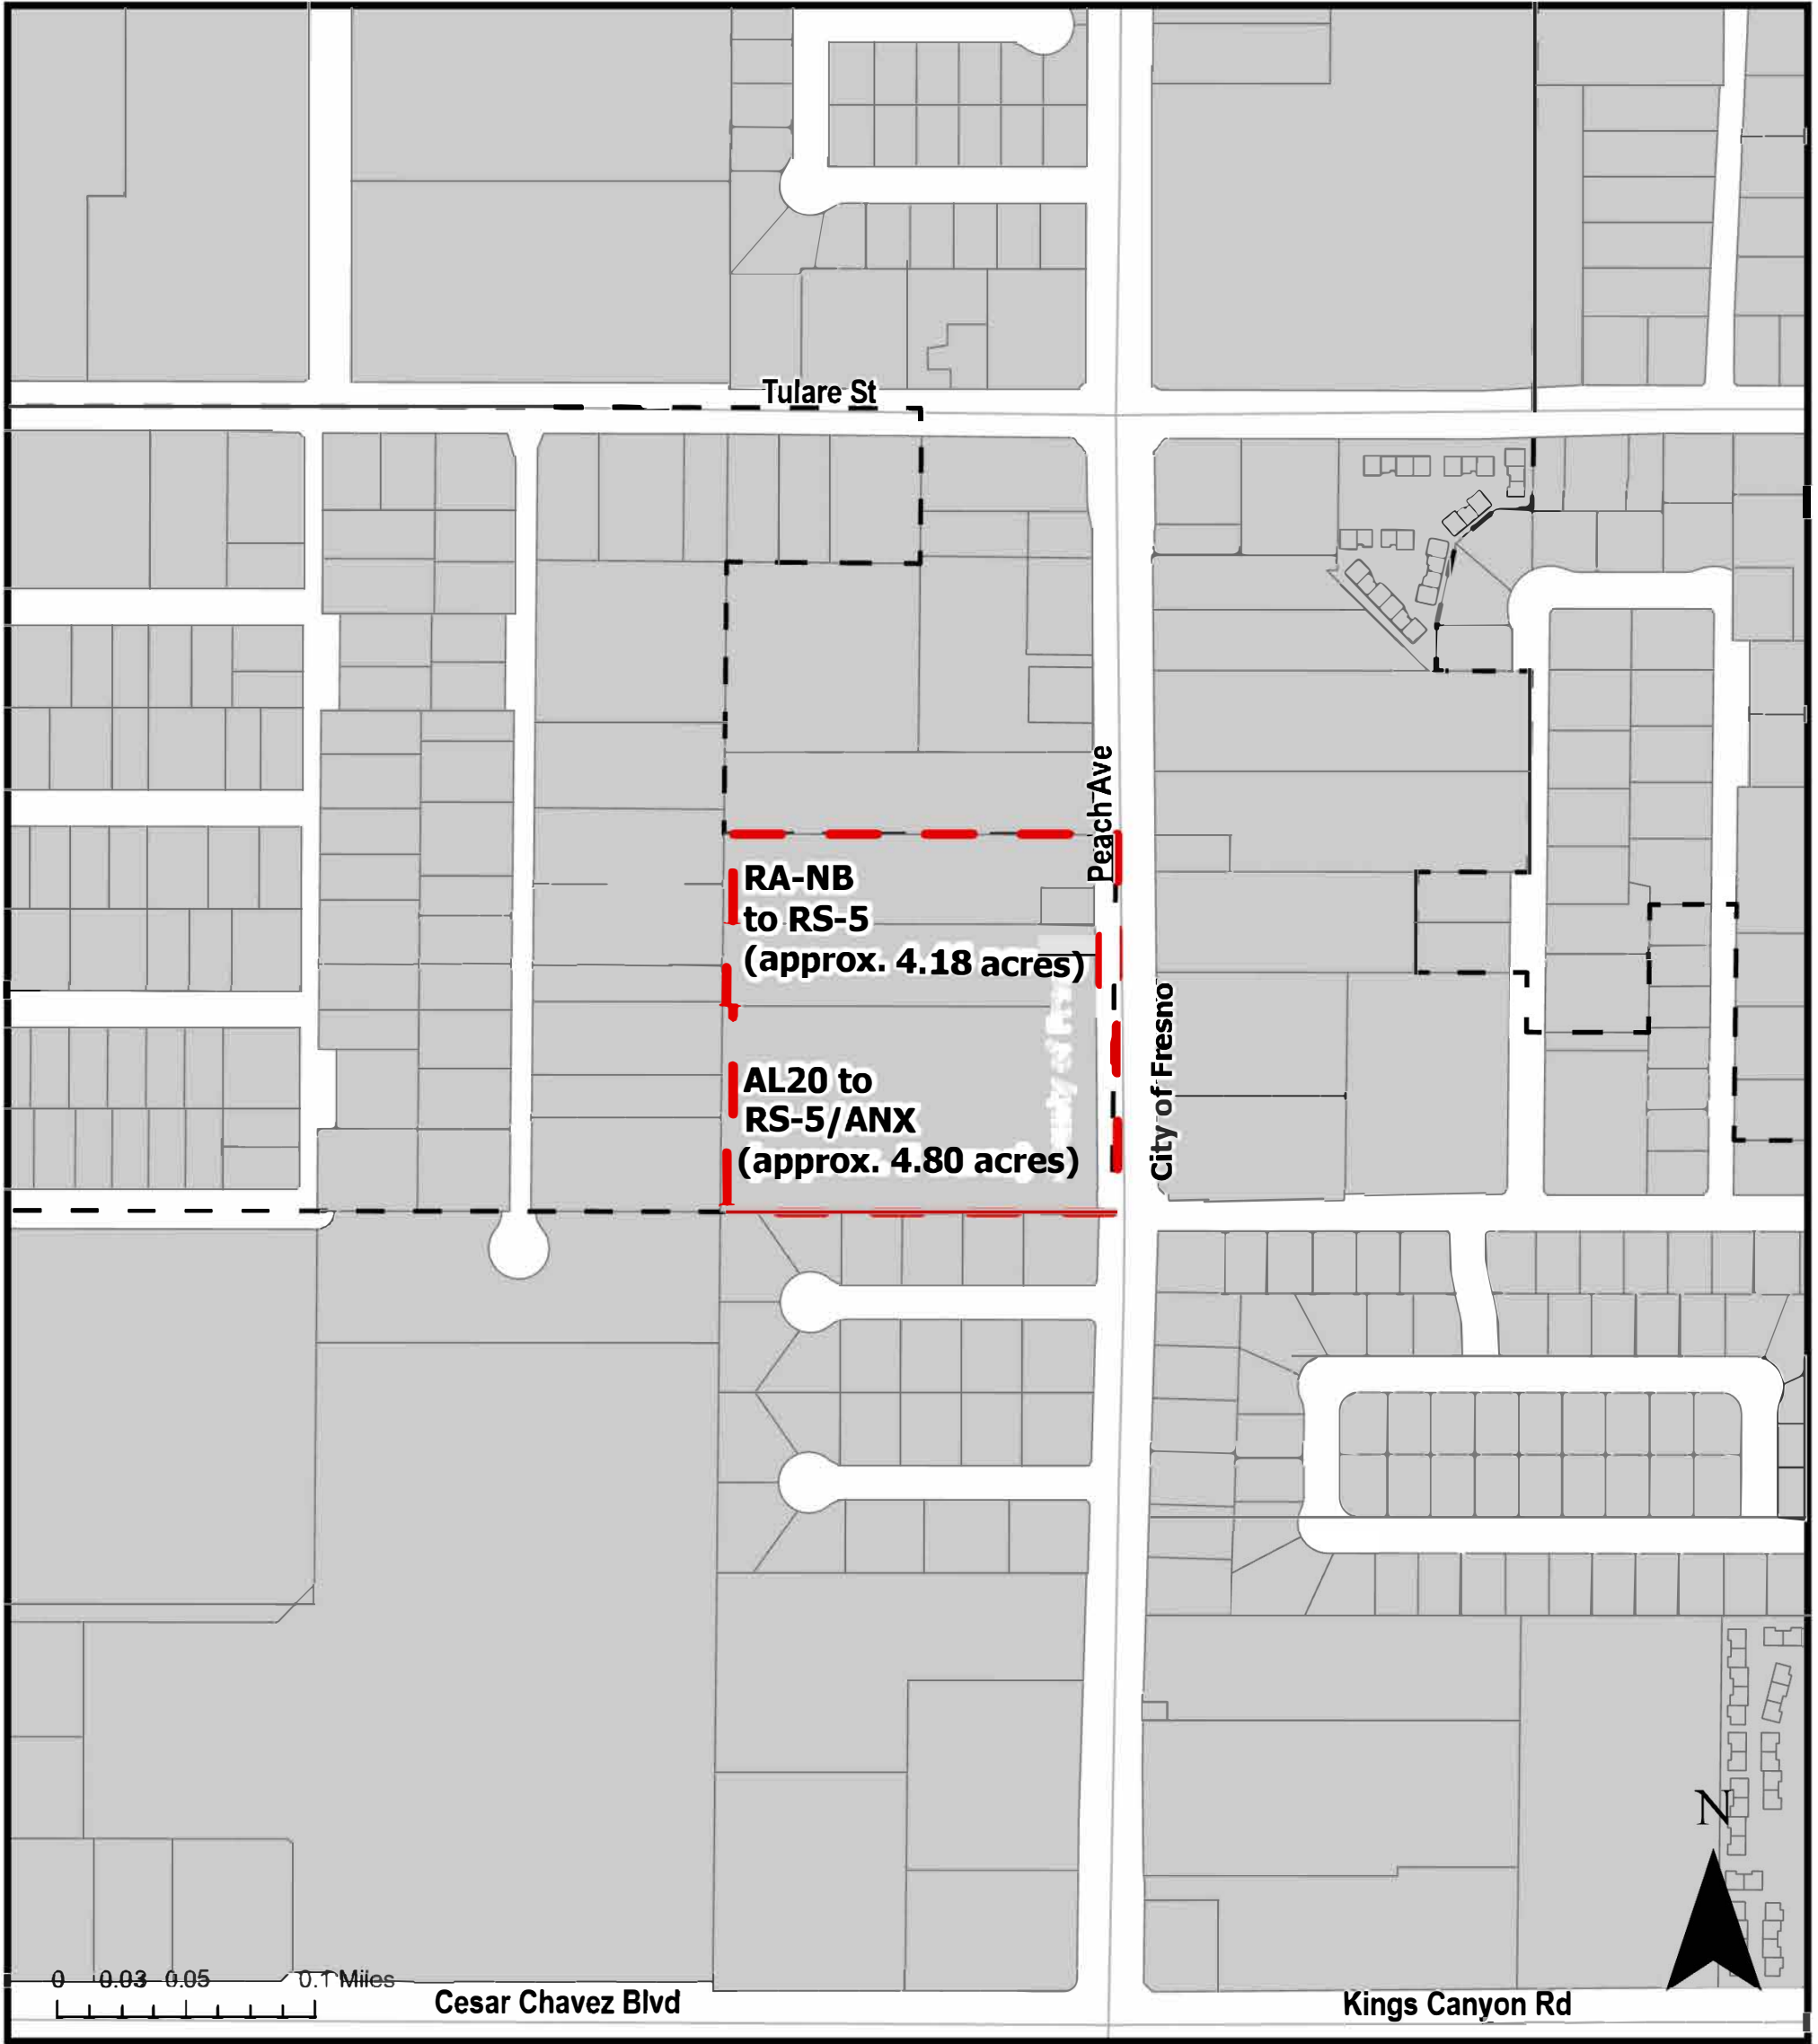 Tulare St
Peach Ave
RA-NB
to RS-5
(approx. 4.18 acres)
City of Fresno
AL20 to
RS-5/ANX
(approx. 4.80 acres)
N
0 0.03 0.05 0.1 Miles
Cesar Chavez Blvd
Kings Canyon Rd